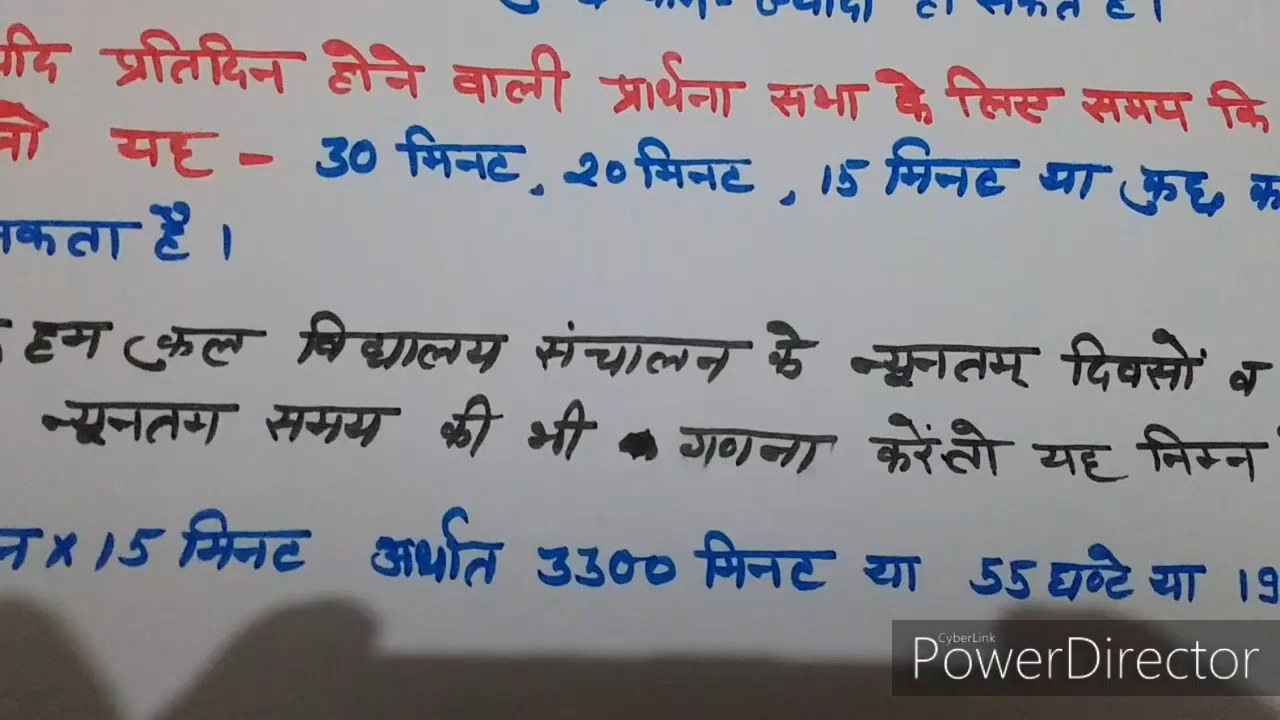 सकते है।
प्रतिदिन होने वाली प्रार्थना सभा के लिए समय कि
यह - 30 मिनट, 20 मिनट, 15 मिनट या कुछ
सकता है।
हम कुल विद्यालय संचालन के न्यूनतम् दिवसों व
न्यूनतम समय की भी गणना करें तो यह निम्न
न × 15 मिनट अर्थात 3300 मिनट या 55 घण्टे या 19
CyberLink
PowerDirector